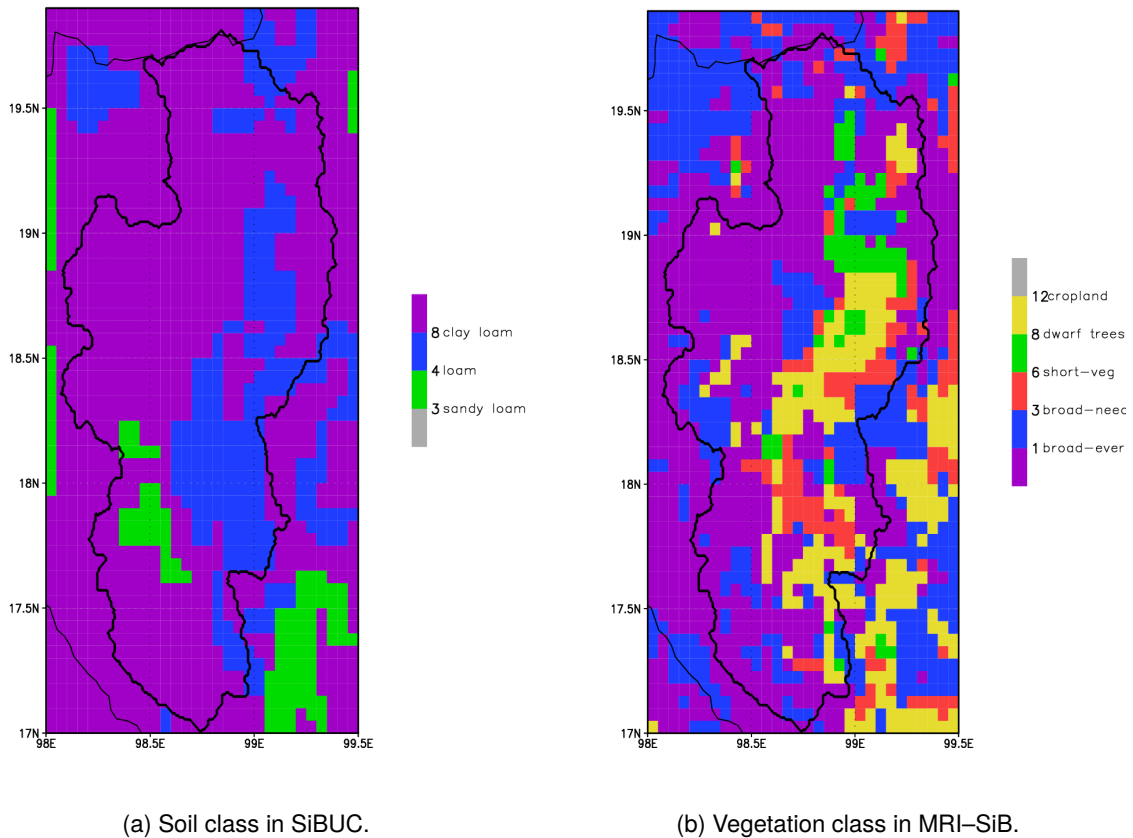 19.5N
19N
18.5N
18N
17.5N
17N
98E
98.5E
99E
99.5E
8 clay loam
4 loam
3 sandy loam
(a) Soil class in SiBUC.
19.5N
19N
18.5N
18N
17.5N
17N
98E
98.5E
99E
99.5E
12 cropland
8 dwarf trees
6 short-veg
3 broad-need
1 broad-ever
(b) Vegetation class in MRI–SiB.